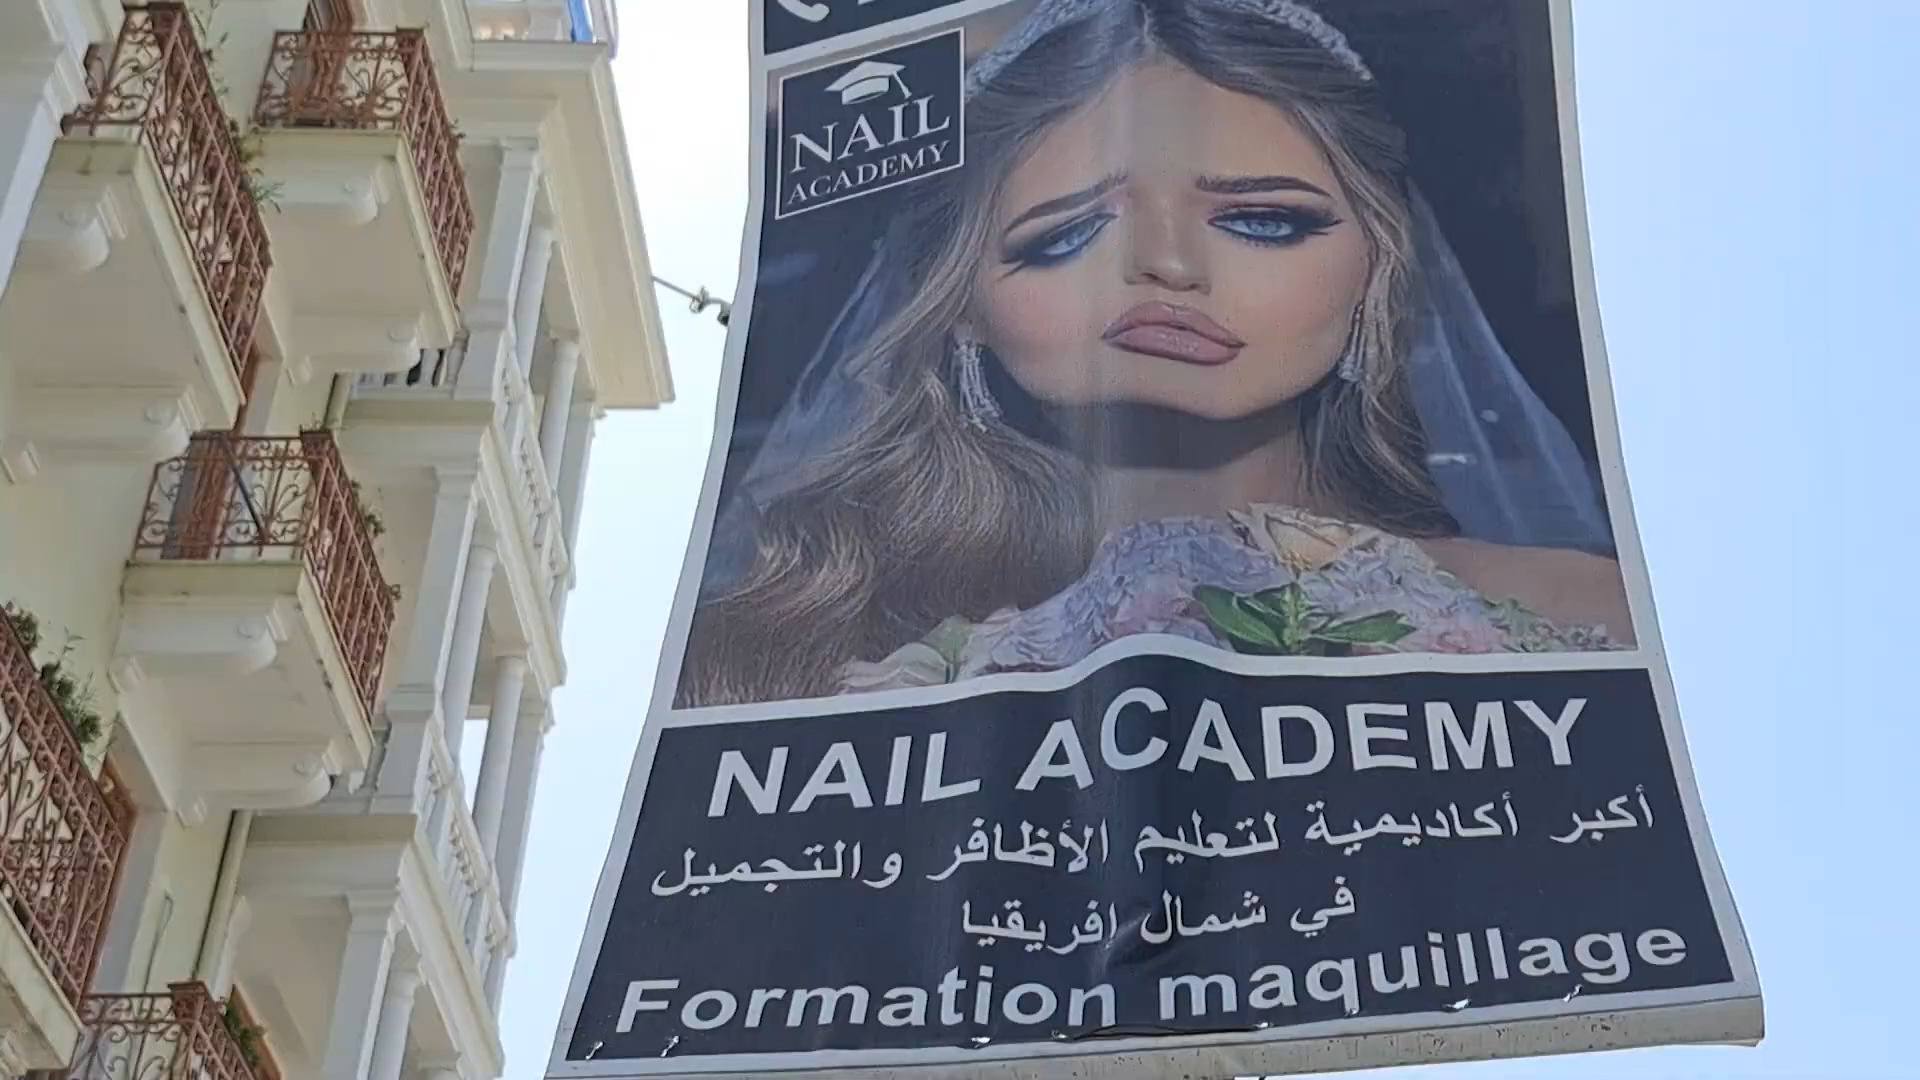 NAIL
ACADEMY
NAIL ACADEMY
أكبر أكاديمية لتعليم الأظافر والتجميل
في شمال افريقيا
Formation maquillage